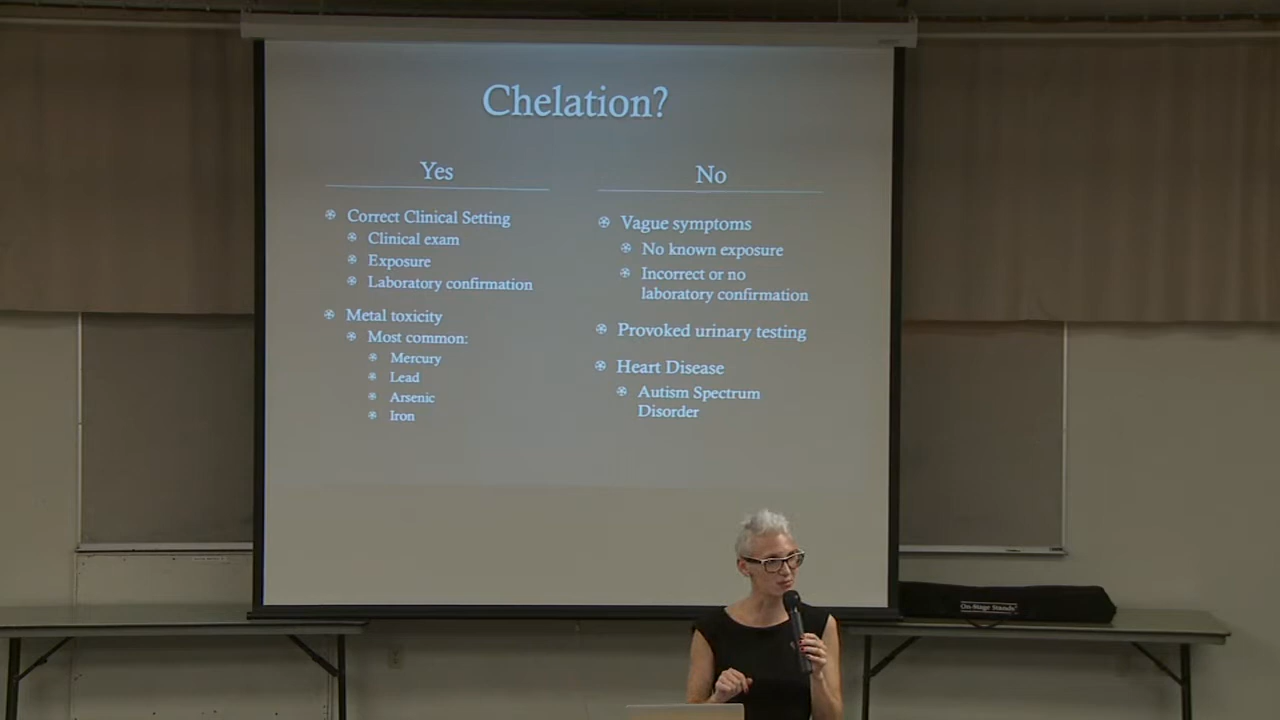 Chelation?
Yes
Correct Clinical Setting
Clinical exam
Exposure
Laboratory confirmation
Metal toxicity
Most common:
Mercury
Lead
Arsenic
Iron
No
Vague symptoms
No known exposure
Incorrect or no
laboratory confirmation
Provoked urinary testing
Heart Disease
Autism Spectrum
Disorder
On-Stage Stands